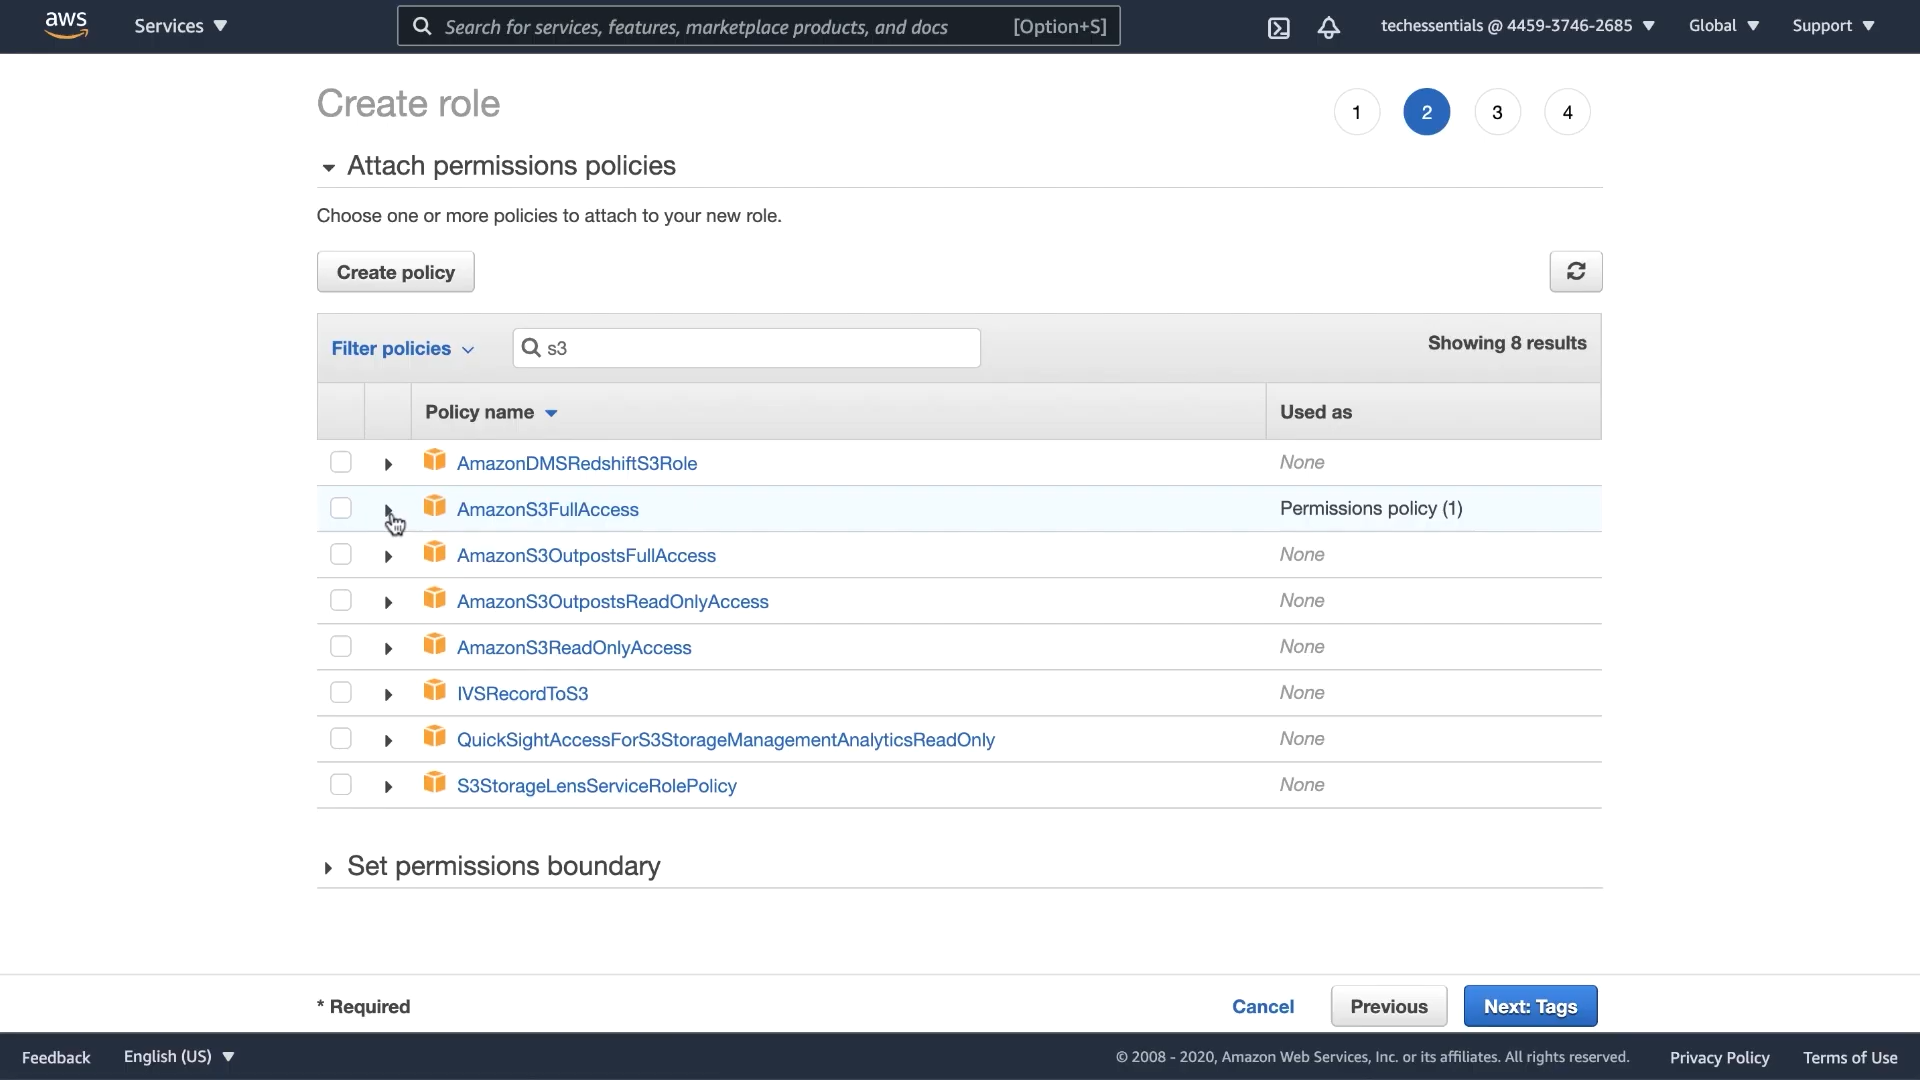 aws Services Search for services, features, marketplace products, and docs [Option+S] techessentials @ 4459-3746-2685 Global Support
Create role 1 2 3 4
Attach permissions policies
Choose one or more policies to attach to your new role.
Create policy
Filter policies s3 Showing 8 results
Policy name Used as
AmazonDMSRedshiftS3Role None
AmazonS3FullAccess Permissions policy (1)
AmazonS3OutpostsFullAccess None
AmazonS3OutpostsReadOnlyAccess None
AmazonS3ReadOnlyAccess None
IVSRecordToS3 None
QuickSightAccessForS3StorageManagementAnalyticsReadOnly None
S3StorageLensServiceRolePolicy None
Set permissions boundary
* Required Cancel Previous Next: Tags
Feedback English (US) © 2008 - 2020, Amazon Web Services, Inc. or its affiliates. All rights reserved. Privacy Policy Terms of Use